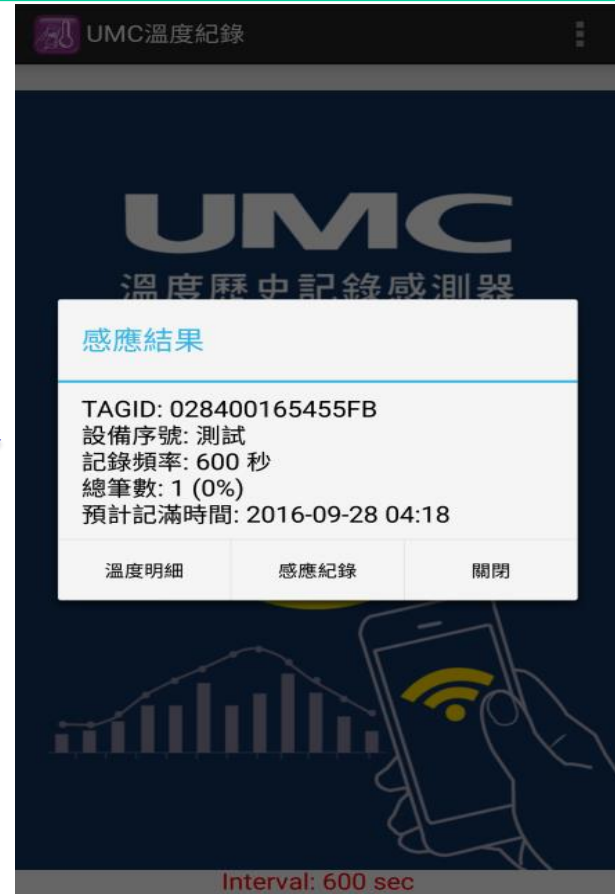 UMC溫度紀錄
UMC
溫度歷史記錄感測器
感應結果
TAGID: 028400165455FB
設備序號: 測試
記錄頻率: 600 秒
總筆數: 1 (0%)
預計記滿時間: 2016-09-28 04:18
溫度明細
感應紀錄
關閉
Interval: 600 sec